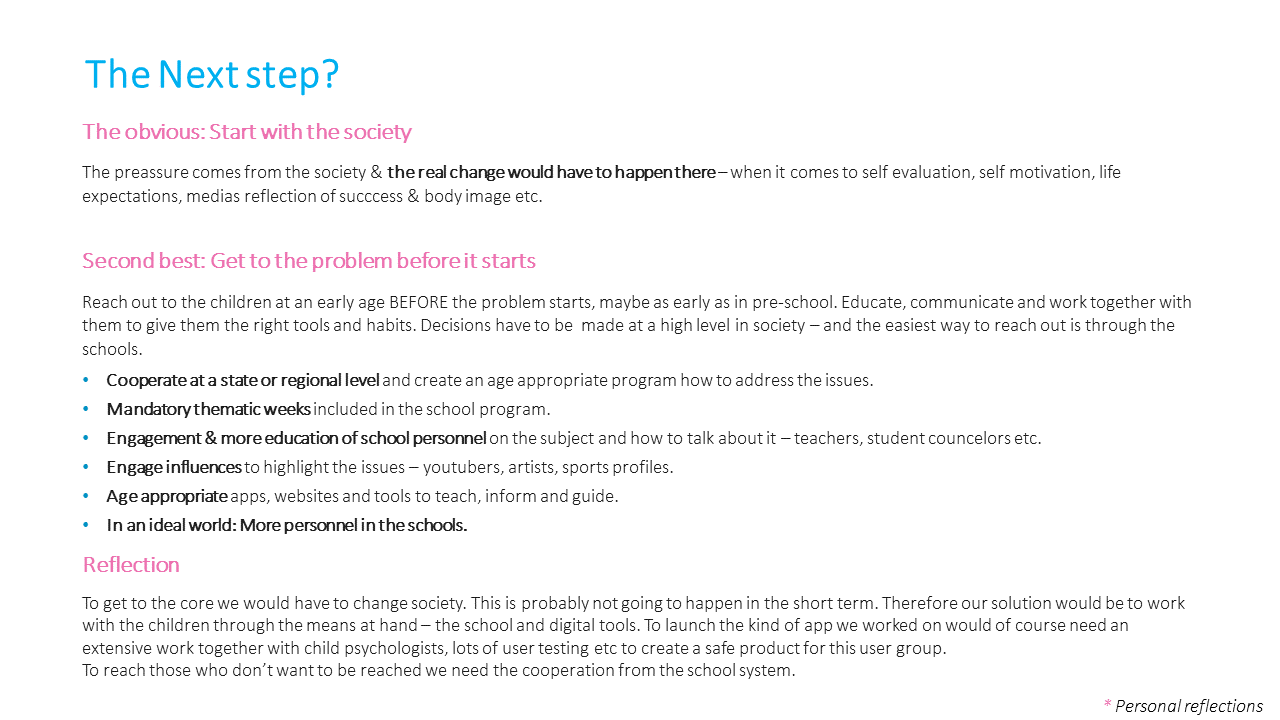 The Next step?
The obvious: Start with the society
The preassure comes from the society & the real change would have to happen there – when it comes to self evaluation, self motivation, life
expectations, medias reflection of succcess & body image etc.
Second best: Get to the problem before it starts
Reach out to the children at an early age BEFORE the problem starts, maybe as early as in pre-school. Educate, communicate and work together with
them to give them the right tools and habits. Decisions have to be  made at a high level in society – and the easiest way to reach out is through the
schools.
• Cooperate at a state or regional level and create an age appropriate program how to address the issues.
• Mandatory thematic weeks included in the school program.
• Engagement & more education of school personnel on the subject and how to talk about it – teachers, student councelors etc.
• Engage influences to highlight the issues – youtubers, artists, sports profiles.
• Age appropriate apps, websites and tools to teach, inform and guide.
• In an ideal world: More personnel in the schools.
Reflection
To get to the core we would have to change society. This is probably not going to happen in the short term. Therefore our solution would be to work
with the children through the means at hand – the school and digital tools. To launch the kind of app we worked on would of course need an
extensive work together with child psychologists, lots of user testing etc to create a safe product for this user group.
To reach those who don't want to be reached we need the cooperation from the school system.
* Personal reflections